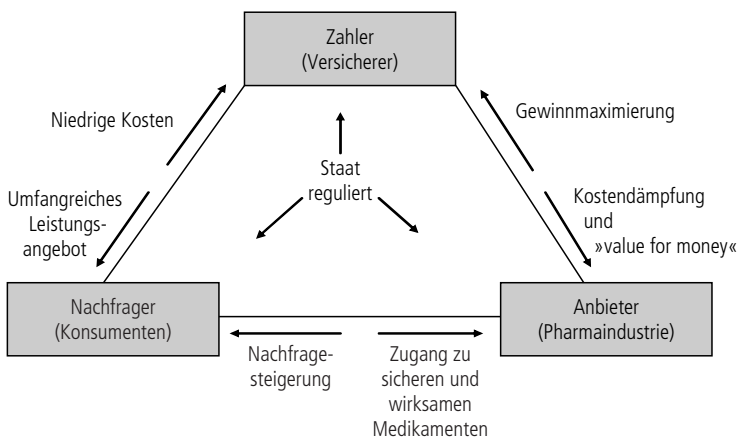 Zahler
(Versicherer)
Niedrige Kosten
Gewinnmaximierung
Staat
reguliert
Umfangreiches
Leistungs-
angebot
Kostendämpfung
und
»value for money«
Nachfrager
(Konsumenten)
Anbieter
(Pharmaindustrie)
Nachfrage-
steigerung
Zugang zu
sicheren und
wirksamen
Medikamenten